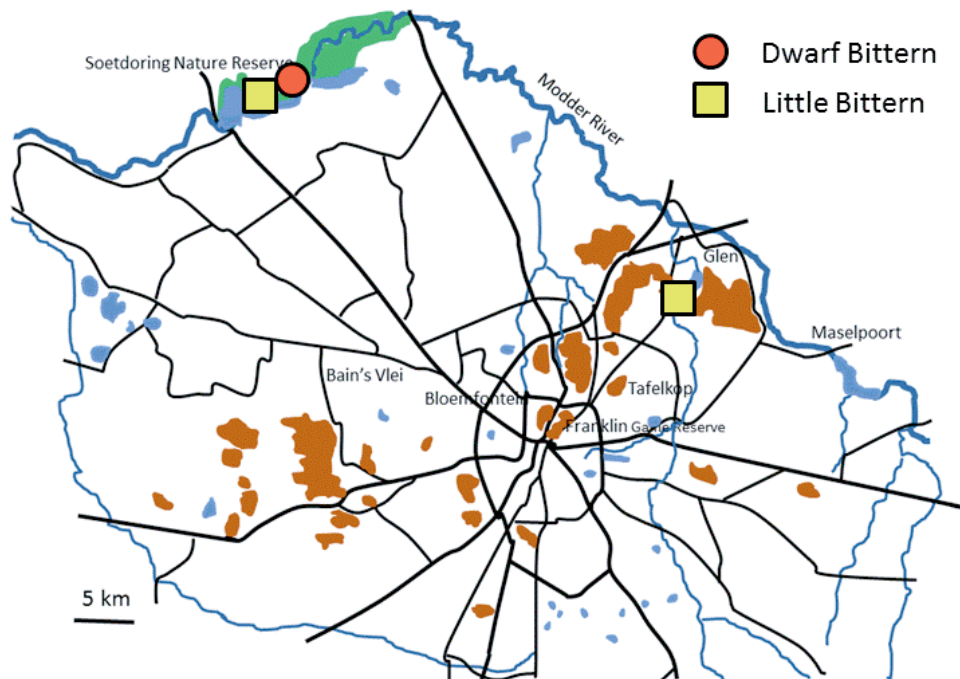 Soetdoring Nature Reserve
Dwarf Bittern
Little Bittern
Modder River
Glen
Maselpoort
Bain's Vlei
Tafelkop
Bloemfontein
Franklin Game Reserve
5 km